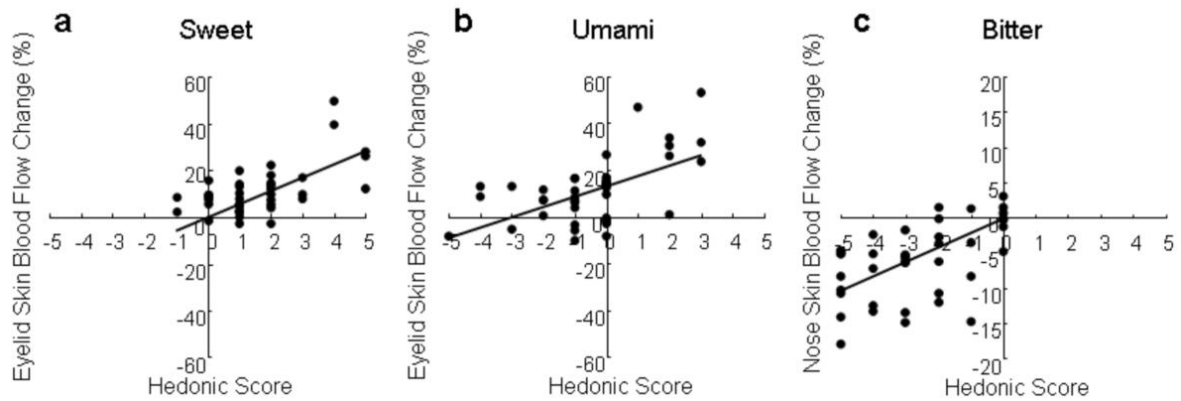 a
Sweet
Eyelid Skin Blood Flow Change (%)
60
40
20
0
-20
-40
-60
-5 -4 -3 -2 -1 0 1 2 3 4 5
Hedonic Score
b
Umami
Eyelid Skin Blood Flow Change (%)
60
40
20
0
-20
-40
-60
-5 -4 -3 -2 -1 0 1 2 3 4 5
Hedonic Score
c
Bitter
Nose Skin Blood Flow Change (%)
20
15
10
5
0
-5
-10
-15
-20
-5 -4 -3 -2 -1 0 1 2 3 4 5
Hedonic Score